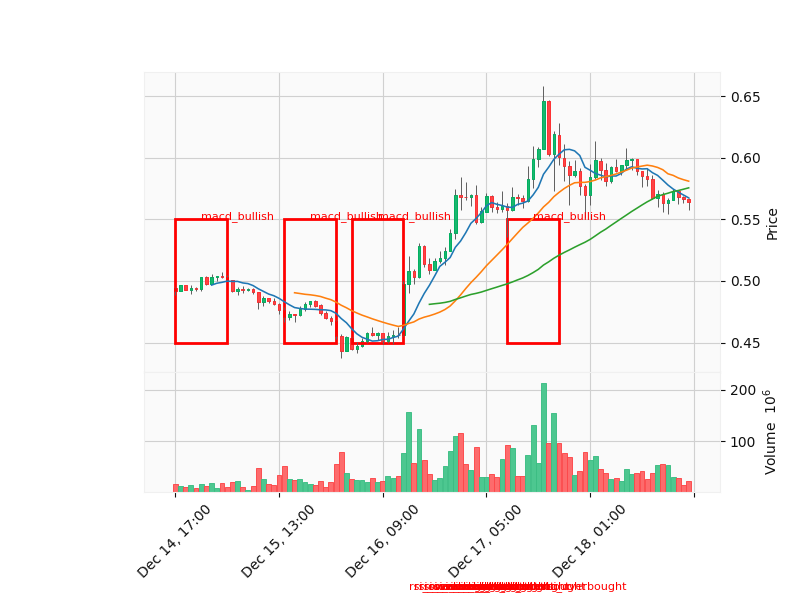 0.65
0.60
macd_bullish macd_bullish macd_bullish macd_bullish 0.55
Price
0.50
0.45
200
100
Volume 10^6
Dec 14, 17:00 Dec 15, 13:00 Dec 16, 09:00 Dec 17, 05:00 Dec 18, 01:00